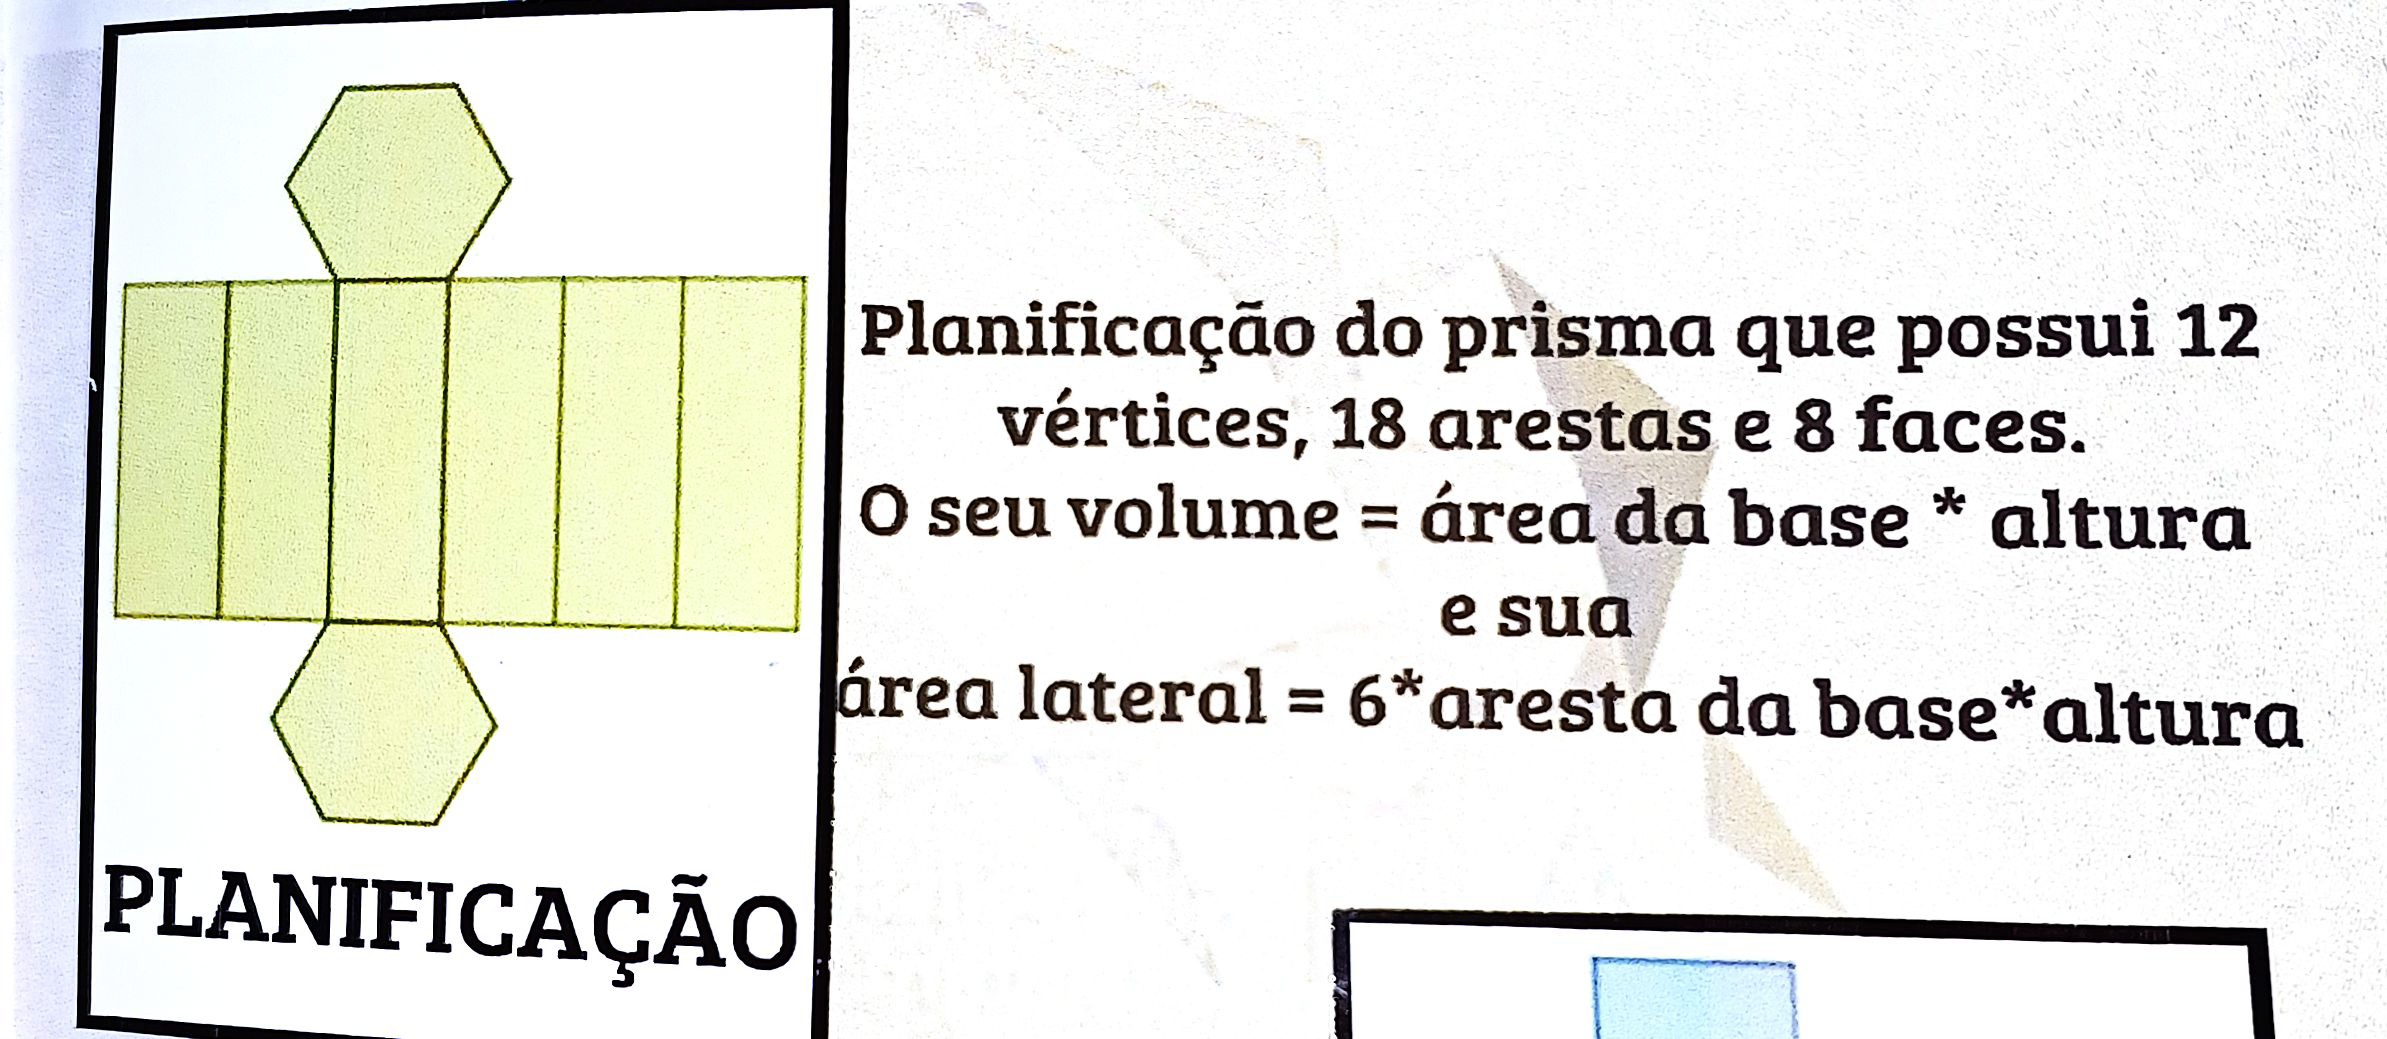 Planificação do prisma que possui 12
vértices, 18 arestas e 8 faces.
O seu volume = área da base * altura
e sua
área lateral = 6*aresta da base*altura
PLANIFICAÇÃO